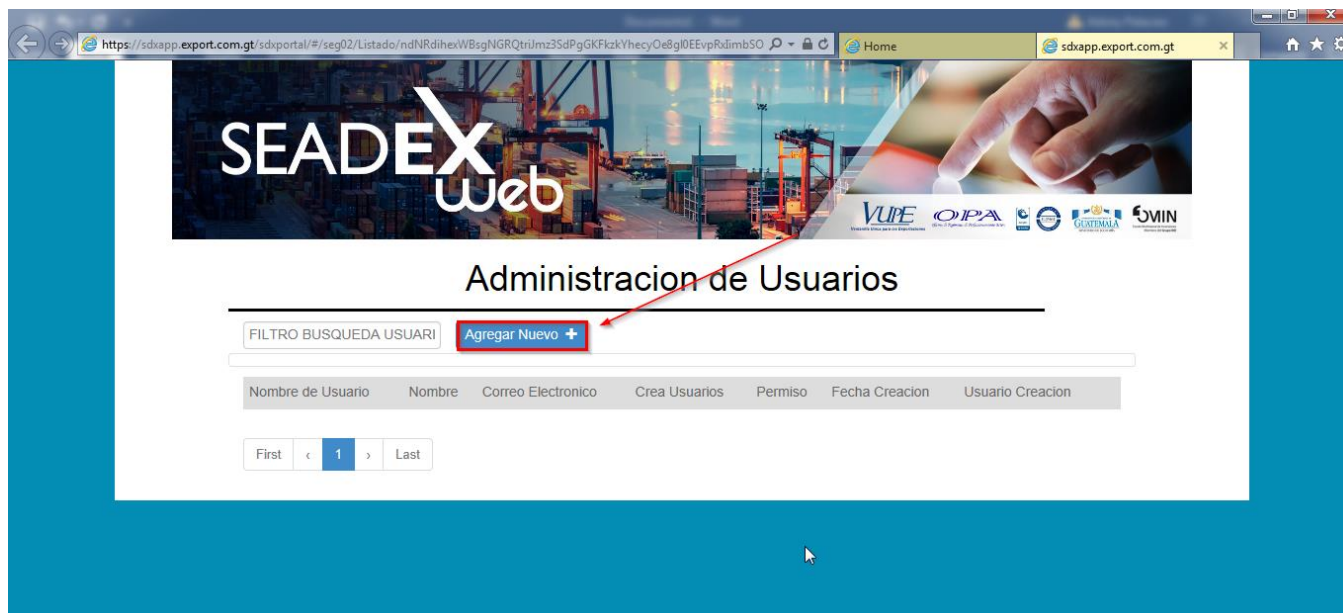 https://sdxapp.export.com.gt/sdxportal/#/seg02/Listado/
Home
sdxapp.export.com.gt
SEADEX
web
VUPE
OPA
GUATEMALA
FOMIN
Administracion de Usuarios
FILTRO BUSQUEDA USUARI
Agregar Nuevo +
Nombre de Usuario Nombre Correo Electronico Crea Usuarios Permiso Fecha Creacion Usuario Creacion
First ‹ 1 › Last